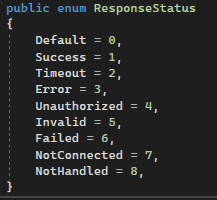 public enum ResponseStatus
{
    Default = 0,
    Success = 1,
    Timeout = 2,
    Error = 3,
    Unauthorized = 4,
    Invalid = 5,
    Failed = 6,
    NotConnected = 7,
    NotHandled = 8,
}